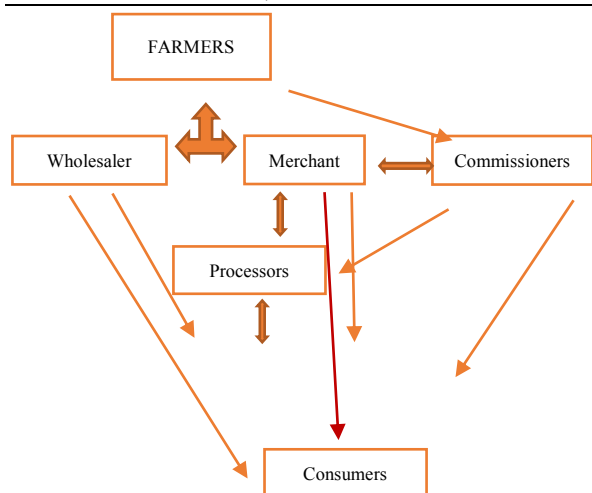 FARMERS
Wholesaler
Merchant
Commissioners
Processors
Consumers